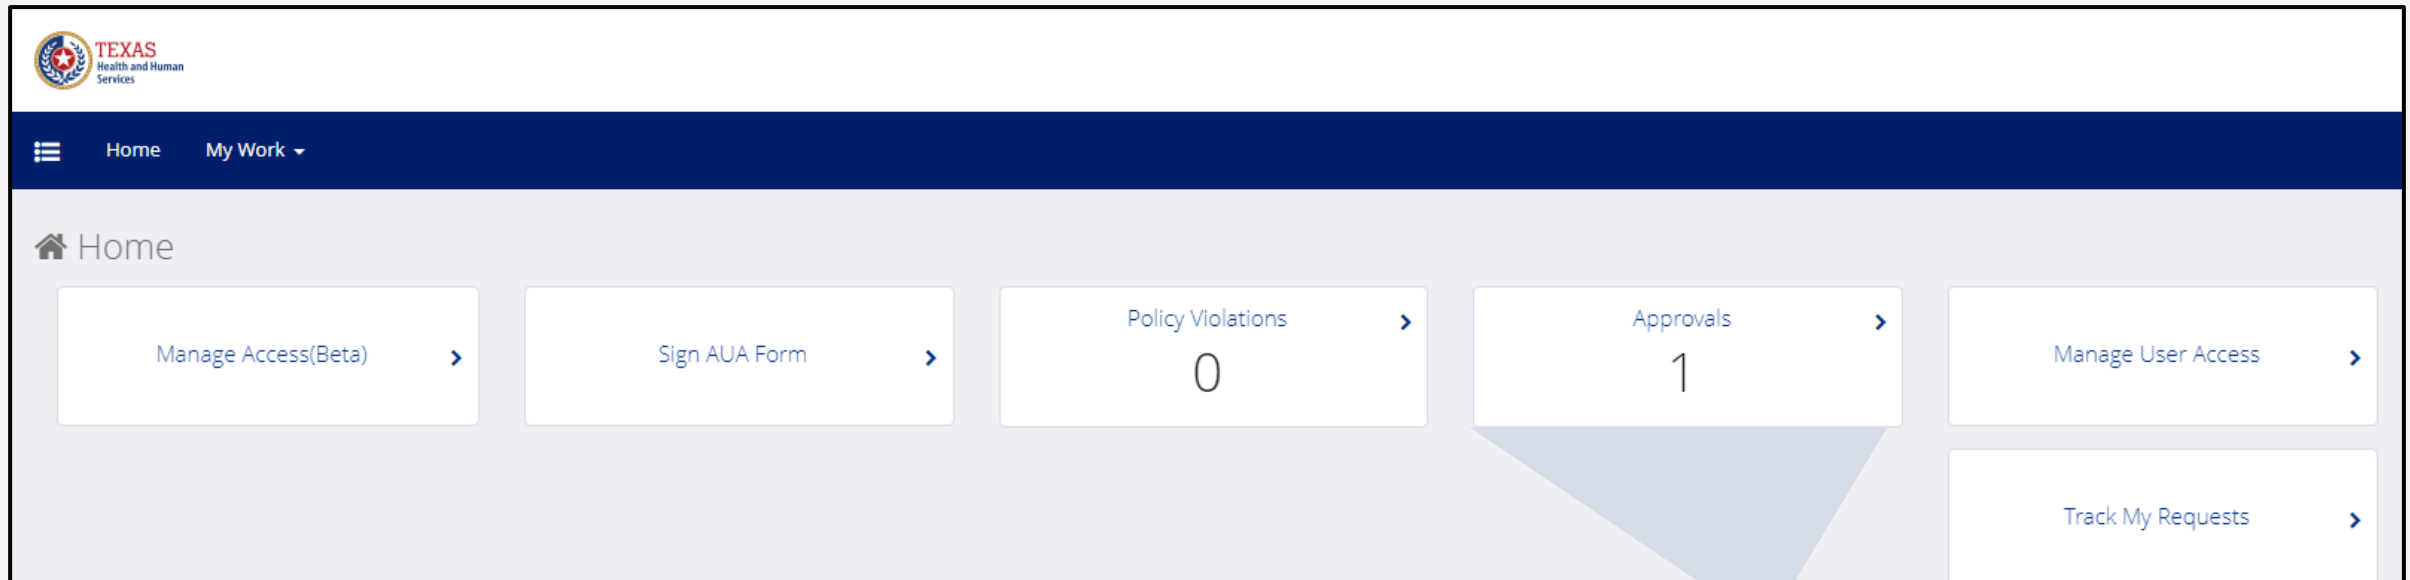 TEXAS
Health and Human
Services
Home
My Work
Home
Manage Access(Beta)
Sign AUA Form
Policy Violations
0
Approvals
1
Manage User Access
Track My Requests